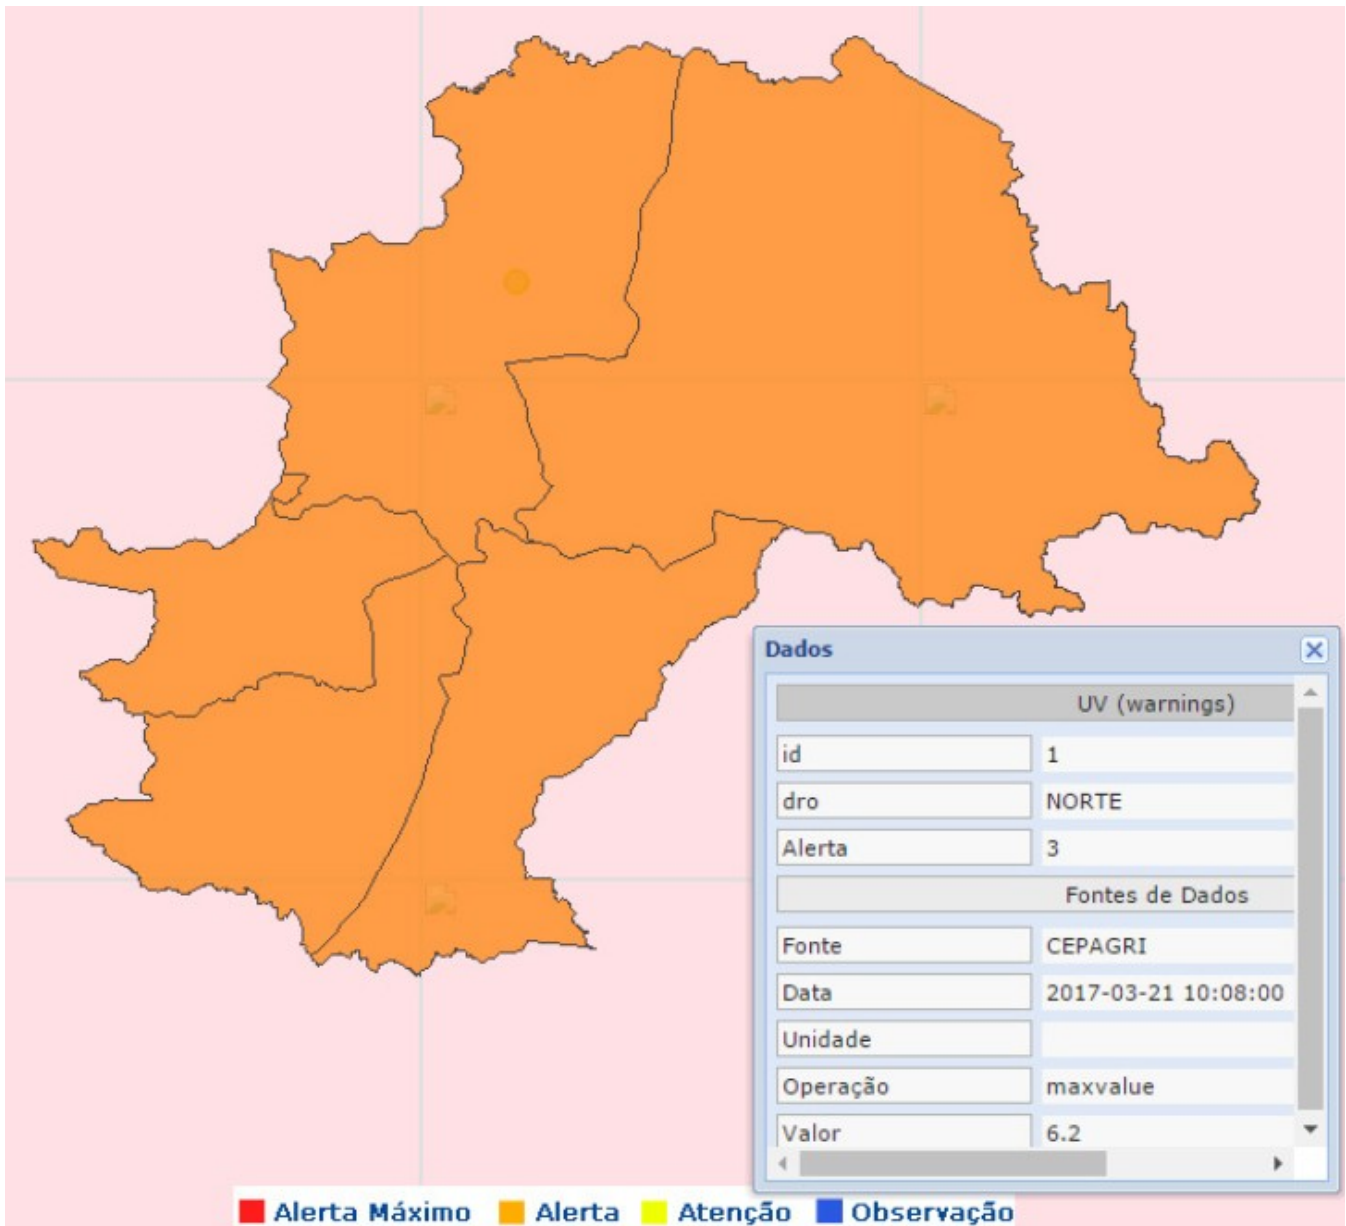 Dados
UV (warnings)
id 1
dro NORTE
Alerta 3
Fontes de Dados
Fonte CEPAGRI
Data 2017-03-21 10:08:00
Unidade
Operação maxvalue
Valor 6.2
Alerta Máximo Alerta Atenção Observação